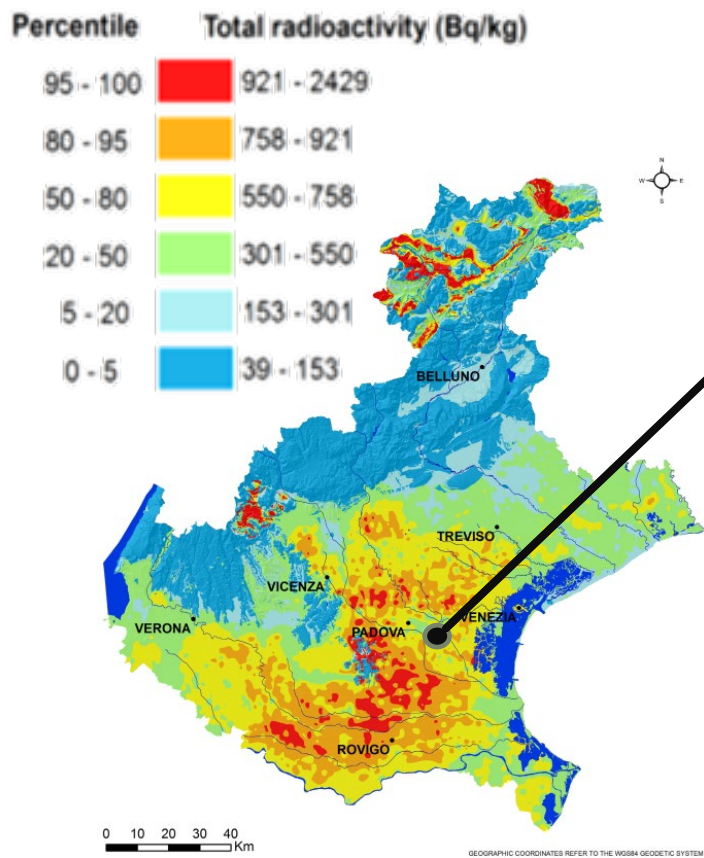 Percentile Total radioactivity (Bq/kg)
95 - 100 921 - 2429
80 - 95 758 - 921
50 - 80 550 - 758
20 - 50 301 - 550
5 - 20 153 - 301
0 - 5 39 - 153
N
W E
S
BELLUNO
TREVISO
VICENZA
VENEZIA
PADOVA
VERONA
ROVIGO
0 10 20 30 40
Km
GEOGRAPHIC COORDINATES REFER TO THE WGS84 GEODETIC SYSTEM